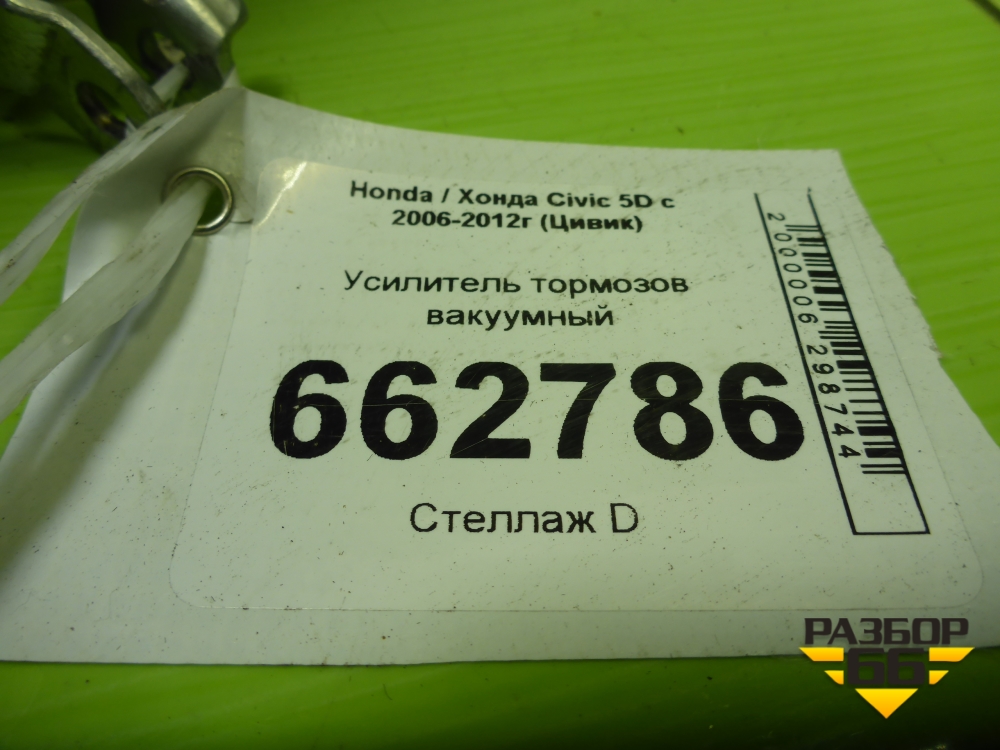 Honda / Хонда Civic 5D с
2006-2012г (Цивик)
Усилитель тормозов
вакуумный
662786
Стеллаж D
2000006298744
РАЗБОР
66